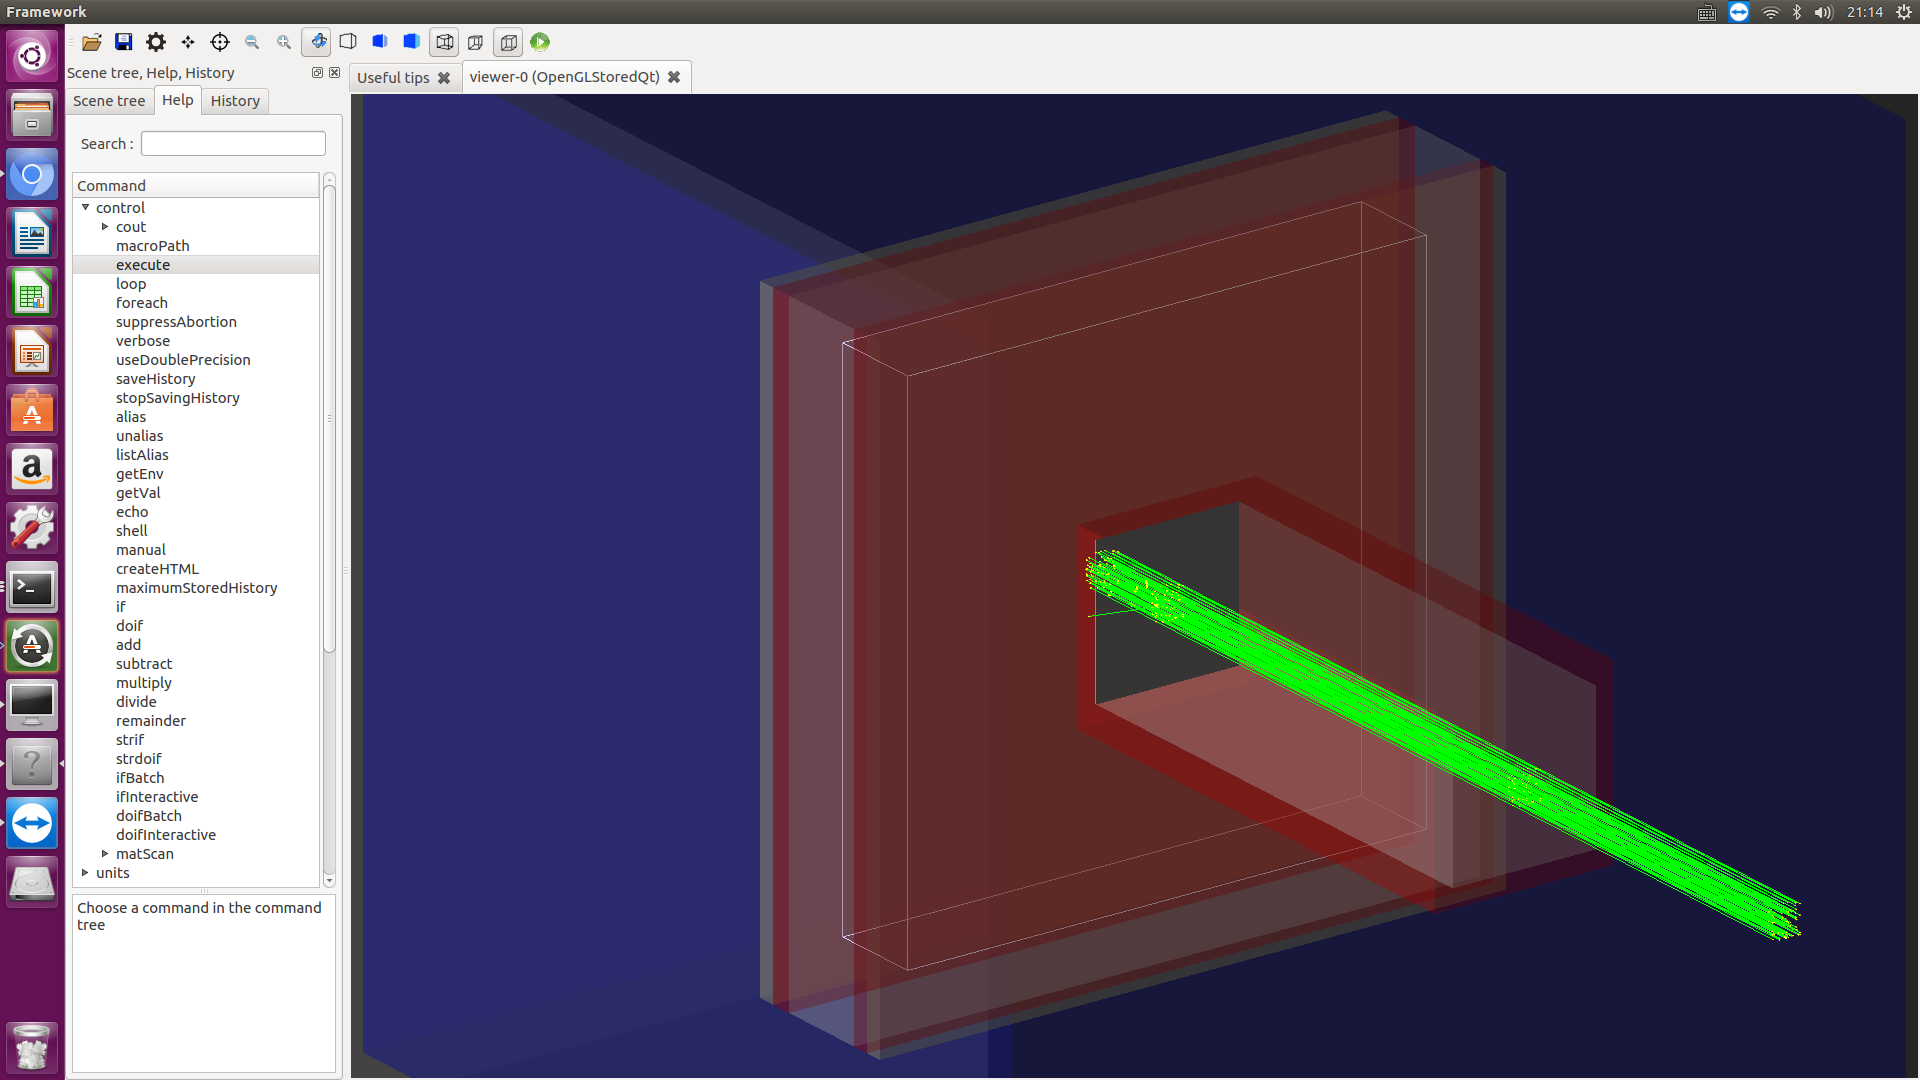 Framework
21:14
Scene tree, Help, History
Useful tips
viewer-0 (OpenGLStoredQt)
Scene tree
Help
History
Search :
Command
control
cout
macroPath
execute
loop
foreach
suppressAbortion
verbose
useDoublePrecision
saveHistory
stopSavingHistory
alias
unalias
listAlias
getEnv
getVal
echo
shell
manual
createHTML
maximumStoredHistory
if
doif
add
subtract
multiply
divide
remainder
strif
strdoif
ifBatch
ifInteractive
doifBatch
doifInteractive
matScan
units
Choose a command in the command
tree